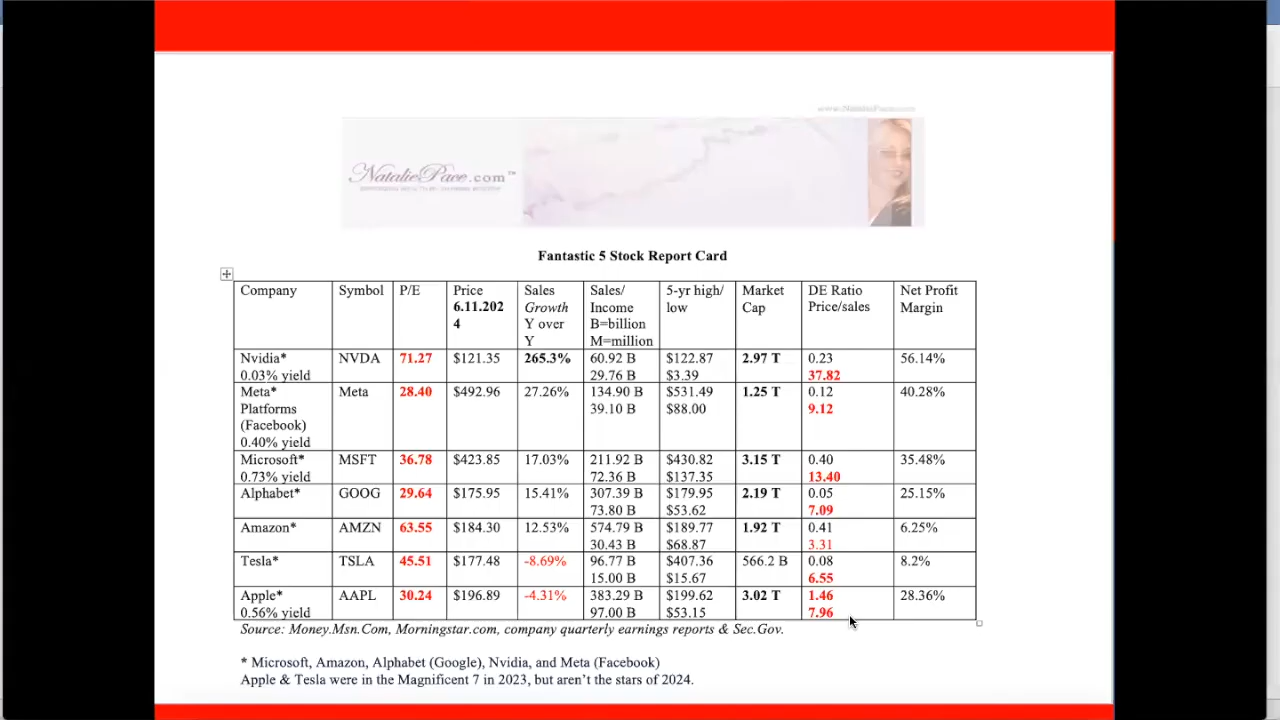 www.NataliePace.com
NataliePace.com™
Fantastic 5 Stock Report Card
Company Symbol P/E Price 6.11.2024 Sales Growth Y over Y Sales/ Income B=billion M=million 5-yr high/ low Market Cap DE Ratio Price/sales Net Profit Margin
Nvidia* NVDA 71.27 $121.35 265.3% 60.92 B $122.87 2.97 T 0.23 56.14%
0.03% yield 29.76 B $3.39 37.82
Meta* Meta 28.40 $492.96 27.26% 134.90 B $531.49 1.25 T 0.12 40.28%
Platforms 39.10 B $88.00 9.12
(Facebook)
0.40% yield
Microsoft* MSFT 36.78 $423.85 17.03% 211.92 B $430.82 3.15 T 0.40 35.48%
0.73% yield 72.36 B $137.35 13.40
Alphabet* GOOG 29.64 $175.95 15.41% 307.39 B $179.95 2.19 T 0.05 25.15%
73.80 B $53.62 7.09
Amazon* AMZN 63.55 $184.30 12.53% 574.79 B $189.77 1.92 T 0.41 6.25%
30.43 B $68.87 3.31
Tesla* TSLA 45.51 $177.48 -8.69% 96.77 B $407.36 566.2 B 0.08 8.2%
15.00 B $15.67 6.55
Apple* AAPL 30.24 $196.89 -4.31% 383.29 B $199.62 3.02 T 1.46 28.36%
0.56% yield 97.00 B $53.15 7.96
Source: Money.Msn.Com, Morningstar.com, company quarterly earnings reports & Sec.Gov.
* Microsoft, Amazon, Alphabet (Google), Nvidia, and Meta (Facebook)
Apple & Tesla were in the Magnificent 7 in 2023, but aren't the stars of 2024.